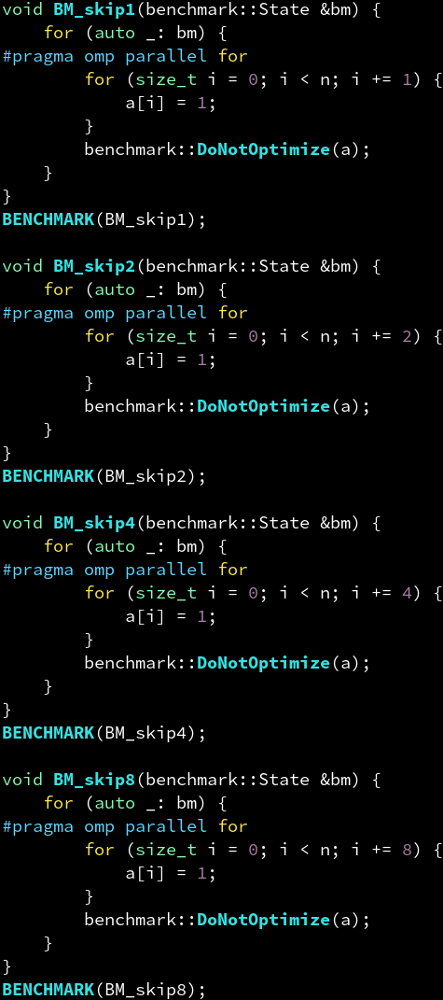 void BM_skip1(benchmark::State &bm) {
    for (auto _: bm) {
#pragma omp parallel for
        for (size_t i = 0; i < n; i += 1) {
            a[i] = 1;
        }
        benchmark::DoNotOptimize(a);
    }
}
BENCHMARK(BM_skip1);

void BM_skip2(benchmark::State &bm) {
    for (auto _: bm) {
#pragma omp parallel for
        for (size_t i = 0; i < n; i += 2) {
            a[i] = 1;
        }
        benchmark::DoNotOptimize(a);
    }
}
BENCHMARK(BM_skip2);

void BM_skip4(benchmark::State &bm) {
    for (auto _: bm) {
#pragma omp parallel for
        for (size_t i = 0; i < n; i += 4) {
            a[i] = 1;
        }
        benchmark::DoNotOptimize(a);
    }
}
BENCHMARK(BM_skip4);

void BM_skip8(benchmark::State &bm) {
    for (auto _: bm) {
#pragma omp parallel for
        for (size_t i = 0; i < n; i += 8) {
            a[i] = 1;
        }
        benchmark::DoNotOptimize(a);
    }
}
BENCHMARK(BM_skip8);